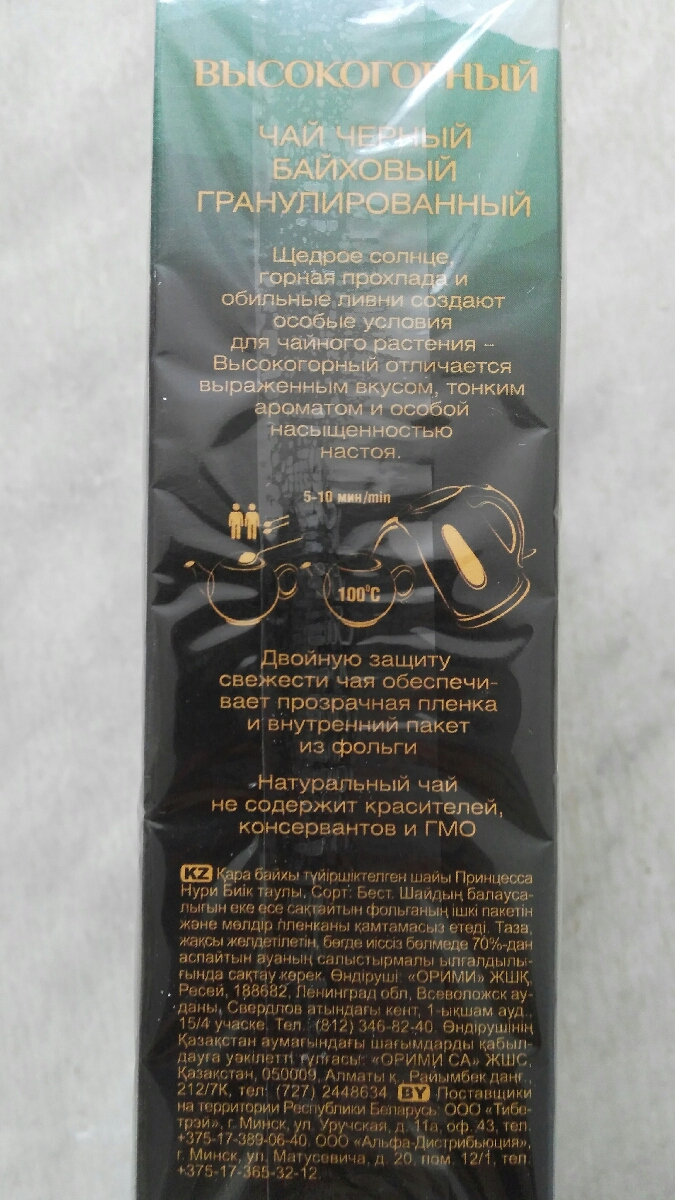 ВЫСОКОГОРНЫЙ
ЧАЙ ЧЕРНЫЙ
БАЙХОВЫЙ
ГРАНУЛИРОВАННЫЙ
Щедрое солнце,
горная прохлада и
обильные ливни создают
особые условия
для чайного растения –
Высокогорный отличается
выраженным вкусом, тонким
ароматом и особой
насыщенностью
настоя.
5-10 мин/min
100°C
Двойную защиту
свежести чая обеспечи-
вает прозрачная пленка
и внутренний пакет
из фольги
Натуральный чай
не содержит красителей,
консервантов и ГМО
KZ Қара байхы түйіршіктелген шайы Принцесса
Нури Биік таулы, Сорт: Бест. Шайдың балауса-
лығын еке есе сақтайтын фольганың ішкі пакетін
және мөлдір пленканы қамтамасыз етеді. Таза,
жақсы желдетілетін, бөгде иіссіз бөлмеде 70%-дан
аспайтын ауаның салыстырмалы ылғалдылы-
ғында сақтау керек. Өндіруші: «ОРИМИ» ЖШҚ,
Ресей, 188682, Ленинград обл, Всеволожск ау-
даны, Свердлов атындағы кент, 1-ықшам ауд.,
15/4 учаске, Тел. (812) 346-82-40. Өндірушінің
Қазақстан аумағындағы шағымдарды қабыл-
дауға уәкілетті тұлғасы: «ОРИМИ СА» ЖШС,
Қазақстан, 050009, Алматы қ., Райымбек даңғ.,
212/7К, тел: (727) 2448634 BY Поставщики
на территории Республики Беларусь: ООО «Тибе-
трэй», г. Минск, ул. Уручская, д. 11а, оф. 43, тел.
+375-17-389-06-40. ООО «Альфа-Дистрибьюция»,
г. Минск, ул. Матусевича, д. 20, пом. 12/1, тел.
+375-17-365-32-12.